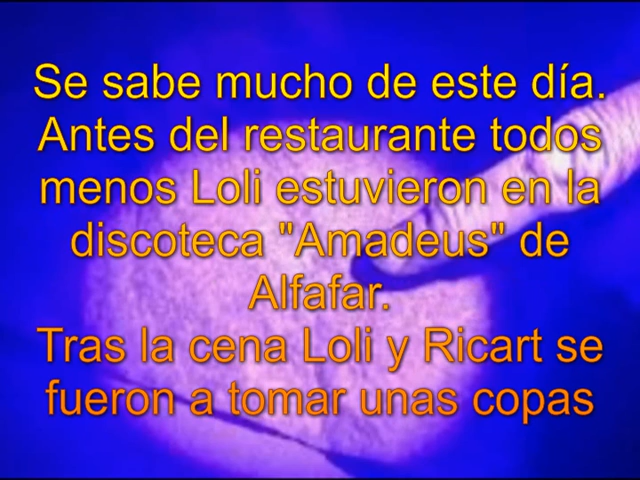 Se sabe mucho de este día.
Antes del restaurante todos
menos Loli estuvieron en la
discoteca "Amadeus" de
Alfafar.
Tras la cena Loli y Ricart se
fueron a tomar unas copas